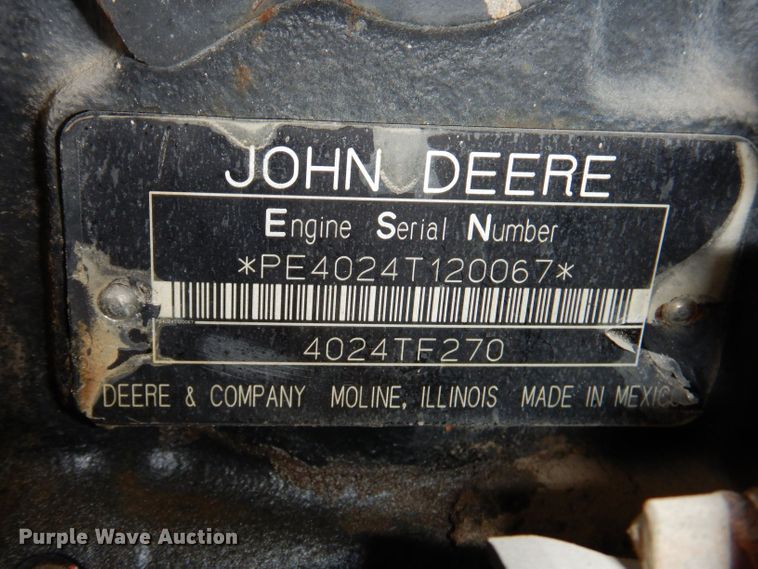 JOHN DEERE
Engine Serial Number
*PE4024T120067*
4024TF270
DEERE & COMPANY MOLINE, ILLINOIS MADE IN MEXICO
Purple Wave Auction